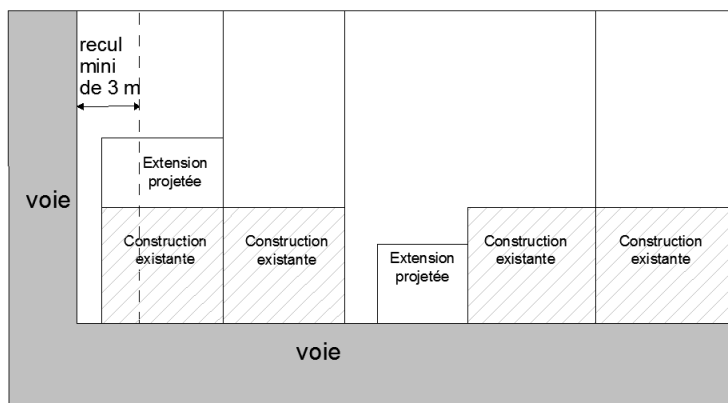 recul
mini
de 3 m
Extension
projetée
voie
Construction
existante
Construction
existante
Extension
projetée
Construction
existante
Construction
existante
voie